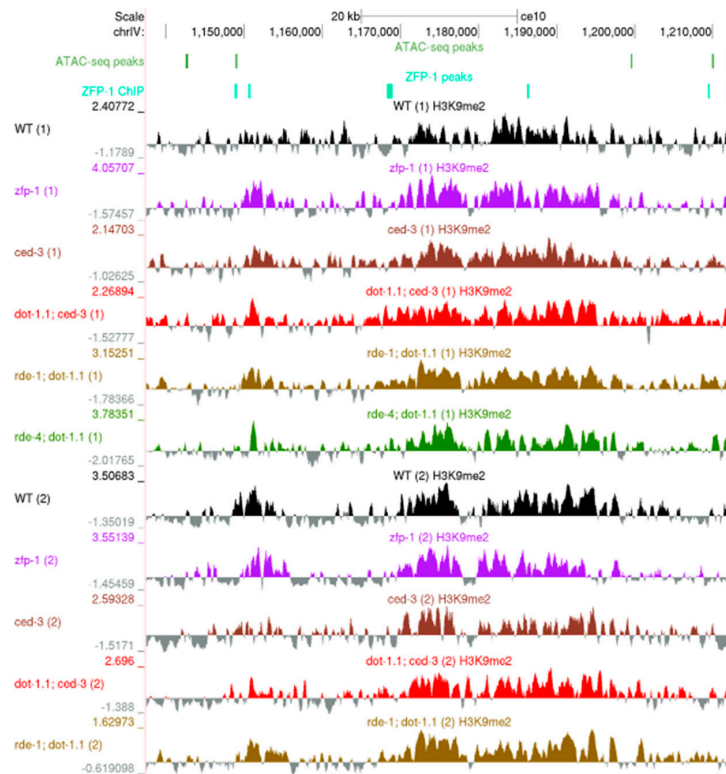 Scale 20 kb ce10
chrIV: 1,150,000 1,160,000 1,170,000 1,180,000 1,190,000 1,200,000 1,210,000
ATAC-seq peaks
ATAC-seq peaks
ZFP-1 peaks
ZFP-1 ChIP
2.40772 WT (1) H3K9me2
WT (1)
-1.1789
4.05707 zfp-1 (1) H3K9me2
zfp-1 (1)
-1.57457
2.14703 ced-3 (1) H3K9me2
ced-3 (1)
-1.02625
2.26894 dot-1.1; ced-3 (1) H3K9me2
dot-1.1; ced-3 (1)
-1.52777
3.15251 rde-1; dot-1.1 (1) H3K9me2
rde-1; dot-1.1 (1)
-1.78366
3.78351 rde-4; dot-1.1 (1) H3K9me2
rde-4; dot-1.1 (1)
-2.01765
3.50683 WT (2) H3K9me2
WT (2)
-1.35019
3.55139 zfp-1 (2) H3K9me2
zfp-1 (2)
-1.45459
2.59328 ced-3 (2) H3K9me2
ced-3 (2)
-1.5171
2.696 dot-1.1; ced-3 (2) H3K9me2
dot-1.1; ced-3 (2)
-1.388
1.62973 rde-1; dot-1.1 (2) H3K9me2
rde-1; dot-1.1 (2)
-0.619098